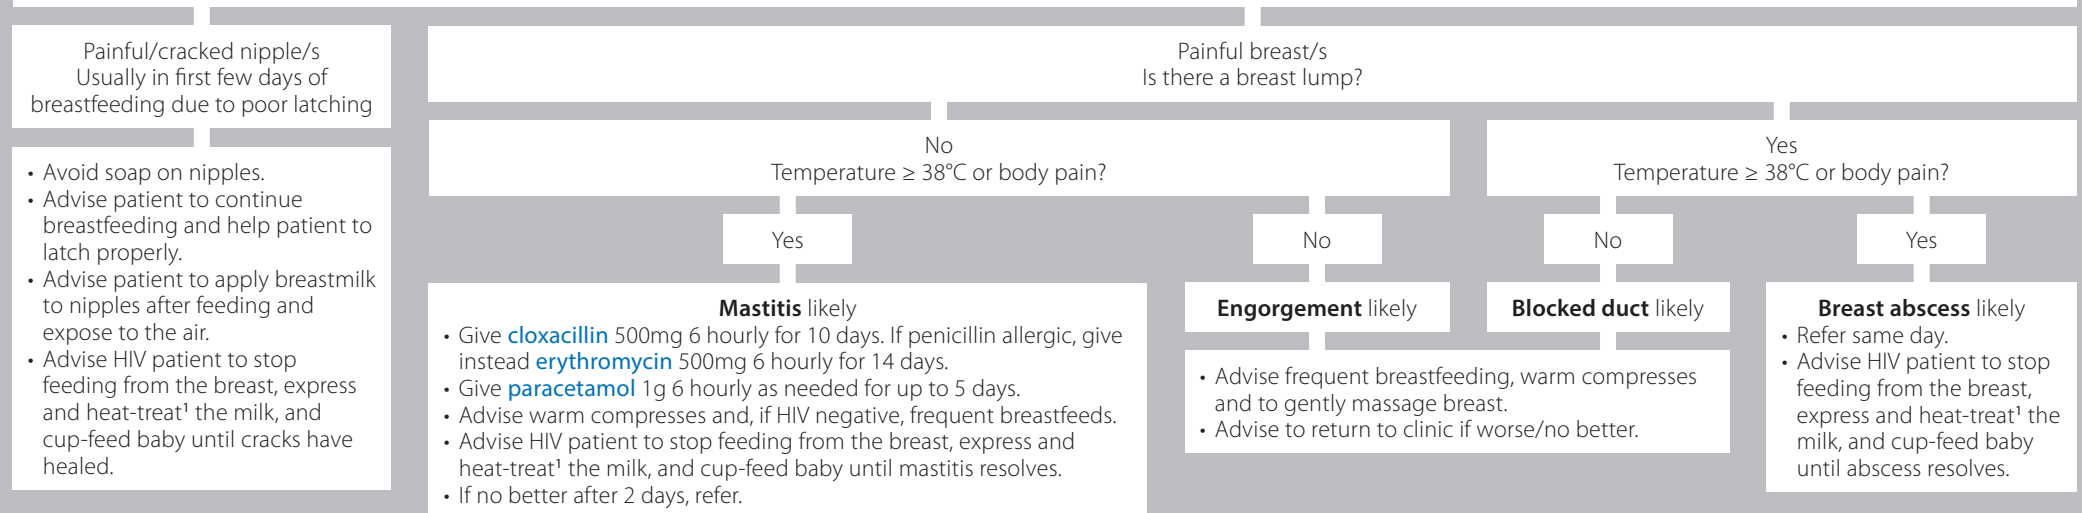 Painful/cracked nipple/s
Usually in first few days of
breastfeeding due to poor latching
• Avoid soap on nipples.
• Advise patient to continue
breastfeeding and help patient to
latch properly.
• Advise patient to apply breastmilk
to nipples after feeding and
expose to the air.
• Advise HIV patient to stop
feeding from the breast, express
and heat-treat¹ the milk, and
cup-feed baby until cracks have
healed.
Painful breast/s
Is there a breast lump?
No
Temperature ≥ 38°C or body pain?
Yes
Mastitis likely
• Give cloxacillin 500mg 6 hourly for 10 days. If penicillin allergic, give
instead erythromycin 500mg 6 hourly for 14 days.
• Give paracetamol 1g 6 hourly as needed for up to 5 days.
• Advise warm compresses and, if HIV negative, frequent breastfeeds.
• Advise HIV patient to stop feeding from the breast, express and
heat-treat¹ the milk, and cup-feed baby until mastitis resolves.
• If no better after 2 days, refer.
No
Engorgement likely
Yes
Temperature ≥ 38°C or body pain?
No
Blocked duct likely
• Advise frequent breastfeeding, warm compresses
and to gently massage breast.
• Advise to return to clinic if worse/no better.
Yes
Breast abscess likely
• Refer same day.
• Advise HIV patient to stop
feeding from the breast,
express and heat-treat¹ the
milk, and cup-feed baby
until abscess resolves.